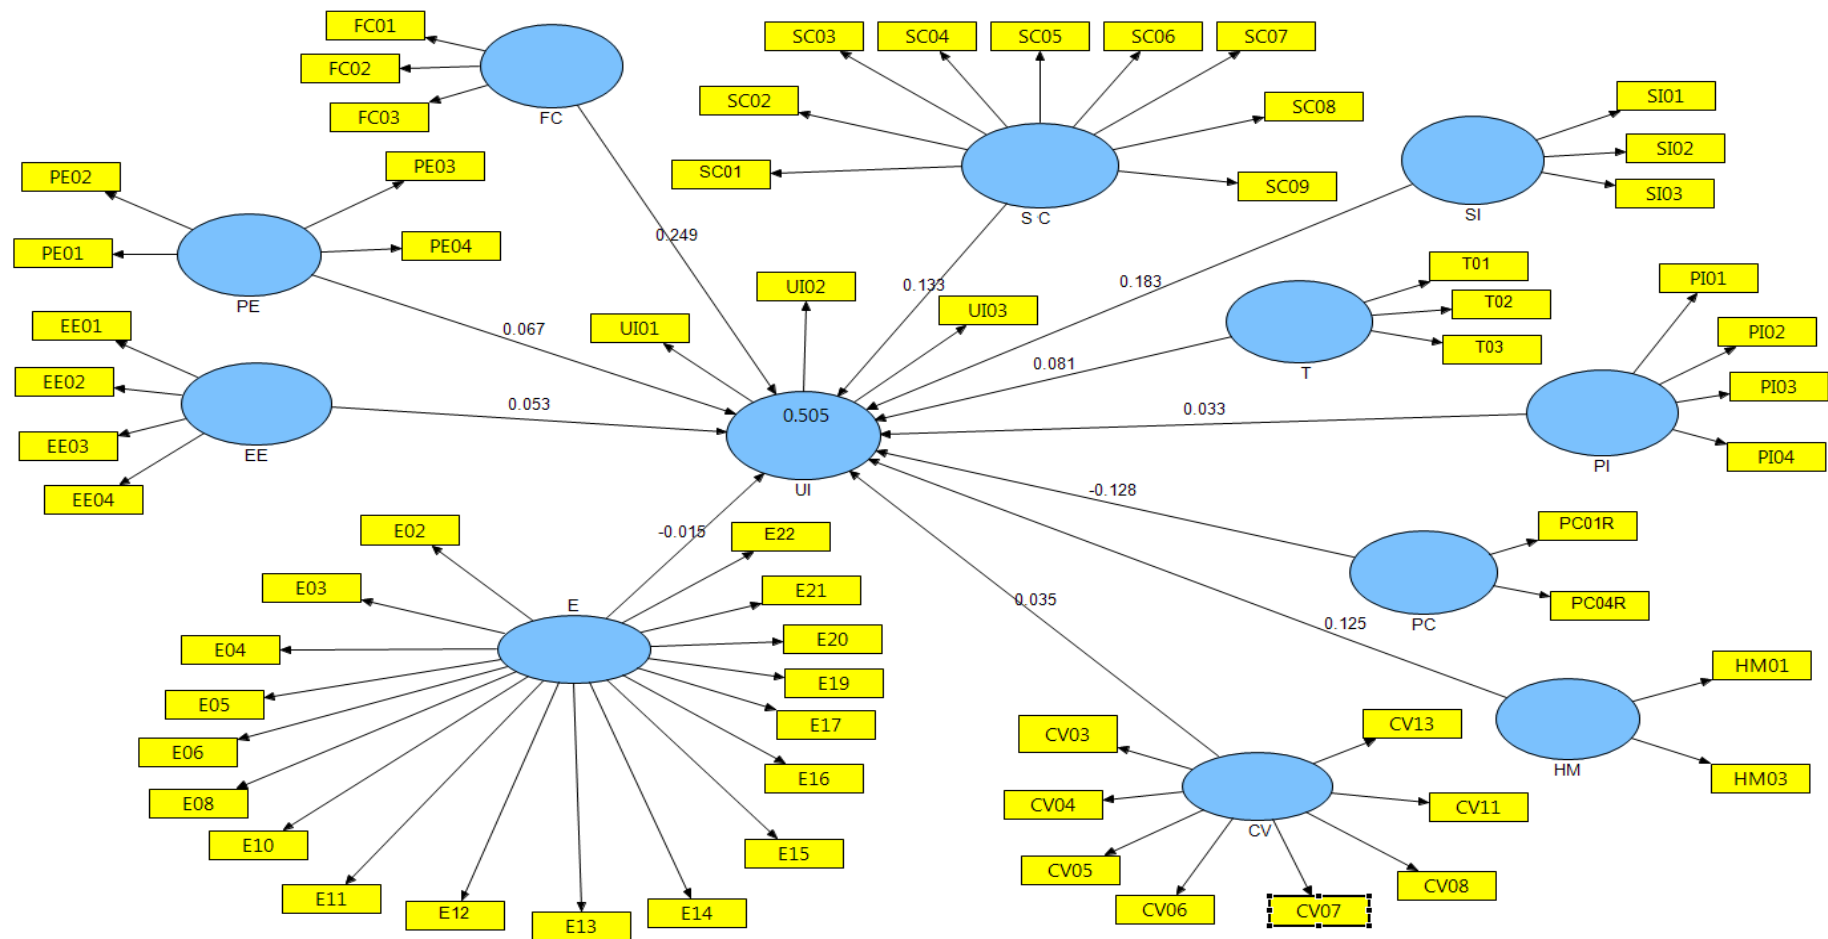 FC01
FC02
FC03
FC
SC03
SC04
SC05
SC06
SC07
SC02
SC08
SC01
SC09
S C
SI01
SI02
SI03
SI
PE02
PE03
PE01
PE04
PE
0.249
0.133
0.183
T01
T02
T03
T
PI01
PI02
PI03
PI04
PI
UI01
UI02
UI03
0.067
0.081
0.033
EE01
EE02
EE03
EE04
EE
0.053
0.505
UI
-0.128
-0.015
0.035
0.125
PC01R
PC04R
PC
E02
E22
E03
E
E21
E04
E20
E05
E19
E06
E17
E08
E16
E10
E15
E11
E12
E13
E14
CV03
CV13
CV04
CV11
CV
CV05
CV08
CV06
CV07
HM01
HM03
HM